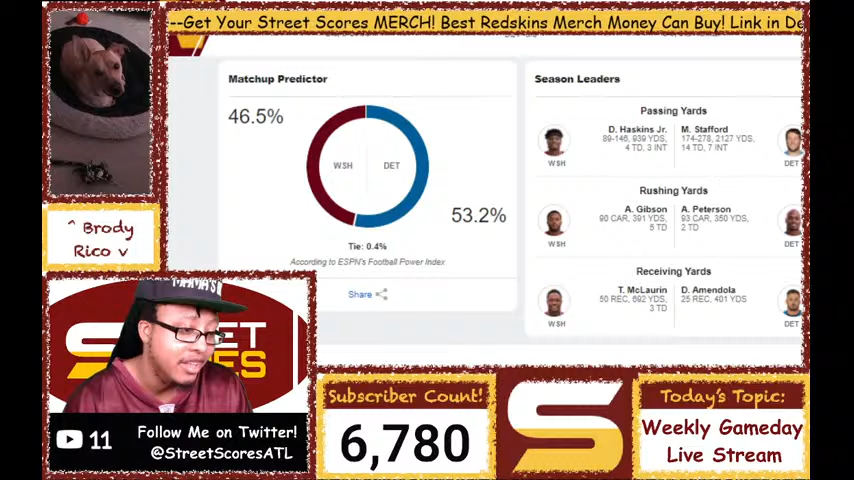 --Get Your Street Scores MERCH! Best Redskins Merch Money Can Buy! Link in De
Matchup Predictor
46.5%
WSH
DET
53.2%
Tie: 0.4%
According to ESPN's Football Power Index
Share
Season Leaders
Passing Yards
D. Haskins Jr.
89-146, 939 YDS,
4 TD, 3 INT
M. Stafford
174-278, 2127 YDS,
14 TD, 7 INT
WSH
DET
Rushing Yards
A. Gibson
90 CAR, 391 YDS,
5 TD
A. Peterson
93 CAR, 350 YDS,
2 TD
WSH
DET
Receiving Yards
T. McLaurin
50 REC, 692 YDS,
3 TD
D. Amendola
25 REC, 401 YDS
WSH
DET
^ Brody
Rico v
11
Follow Me on Twitter!
@StreetScoresATL
Subscriber Count!
6,780
S
Today's Topic:
Weekly Gameday
Live Stream